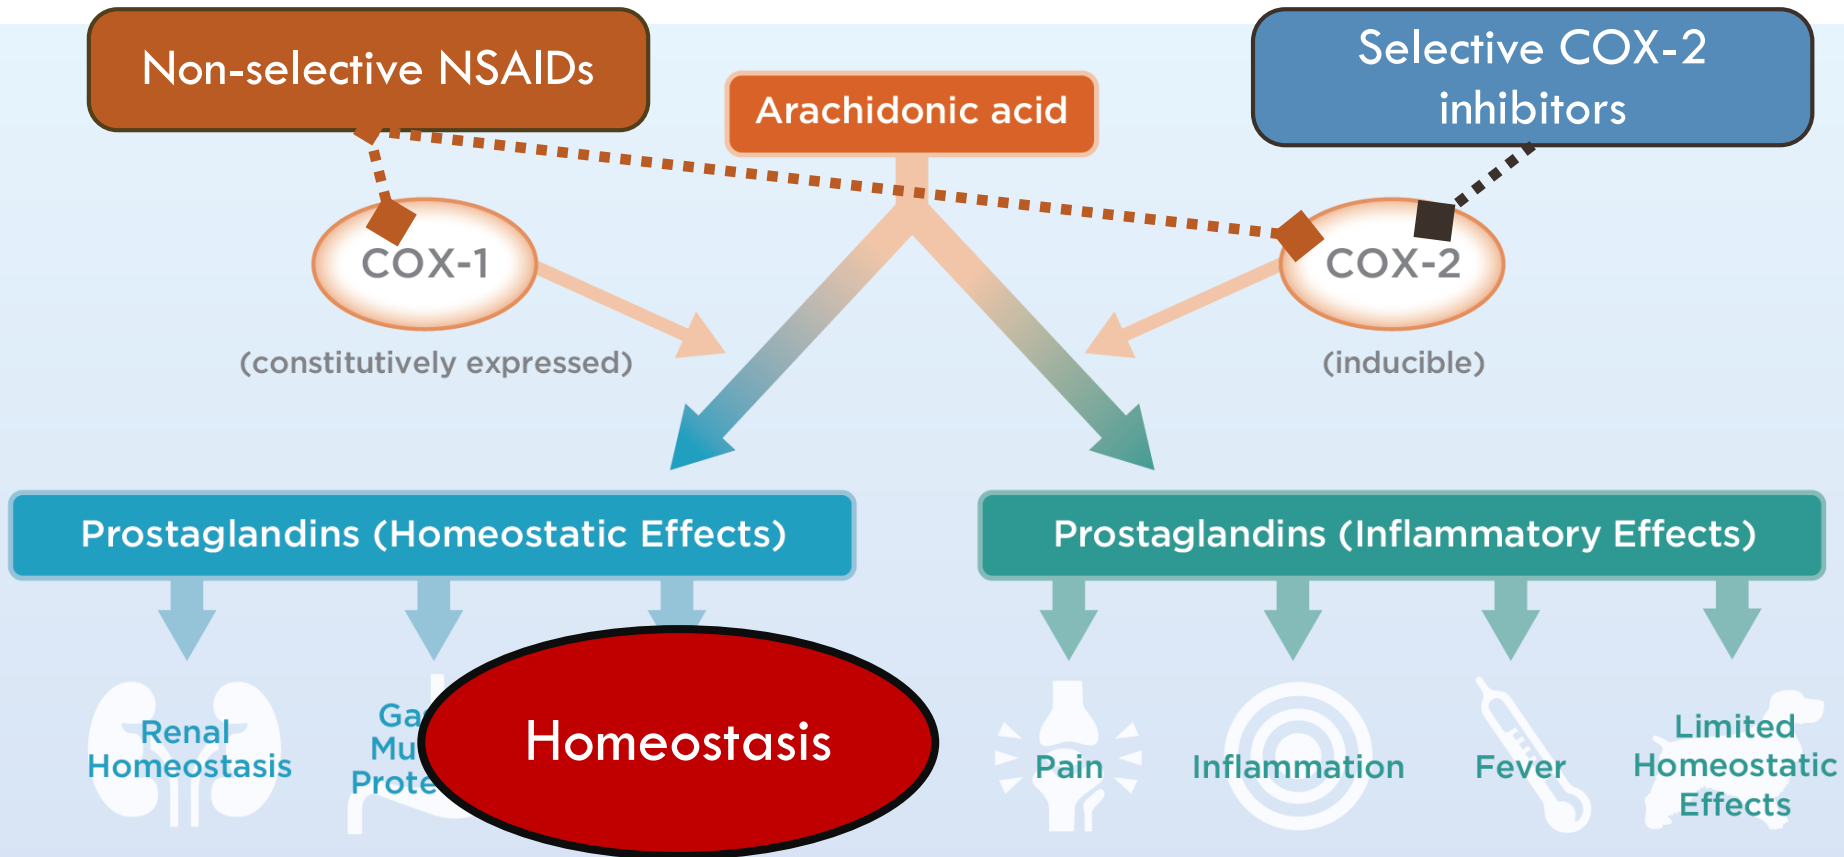 Non-selective NSAIDs
Selective COX-2
inhibitors
Arachidonic acid
COX-1
COX-2
(constitutively expressed)
(inducible)
Prostaglandins (Homeostatic Effects)
Prostaglandins (Inflammatory Effects)
Renal
Homeostasis
Homeostasis
Pain
Inflammation
Fever
Limited
Homeostatic
Effects